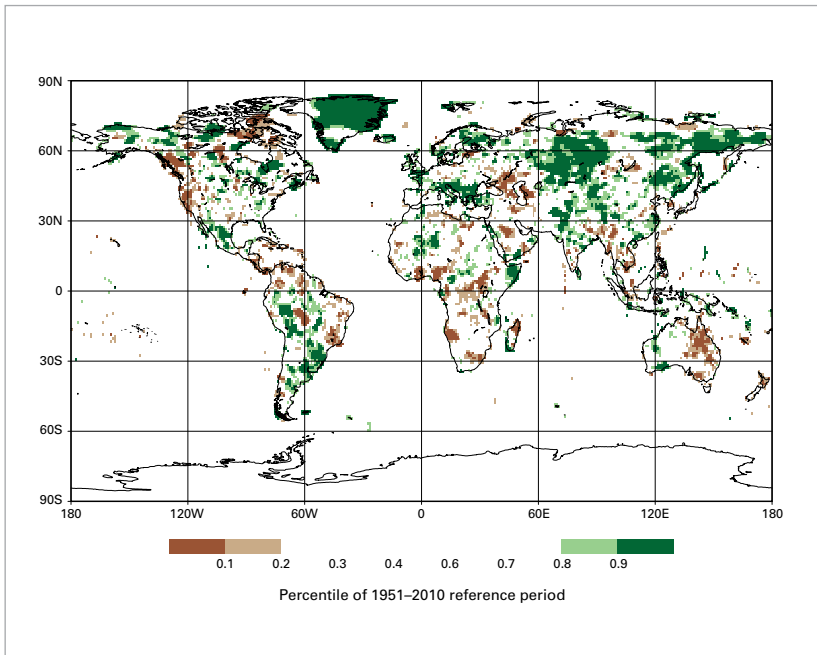 90N
60N
30N
0
30S
60S
90S
180 120W 60W 0 60E 120E 180
0.1 0.2 0.3 0.4 0.6 0.7 0.8 0.9
Percentile of 1951–2010 reference period